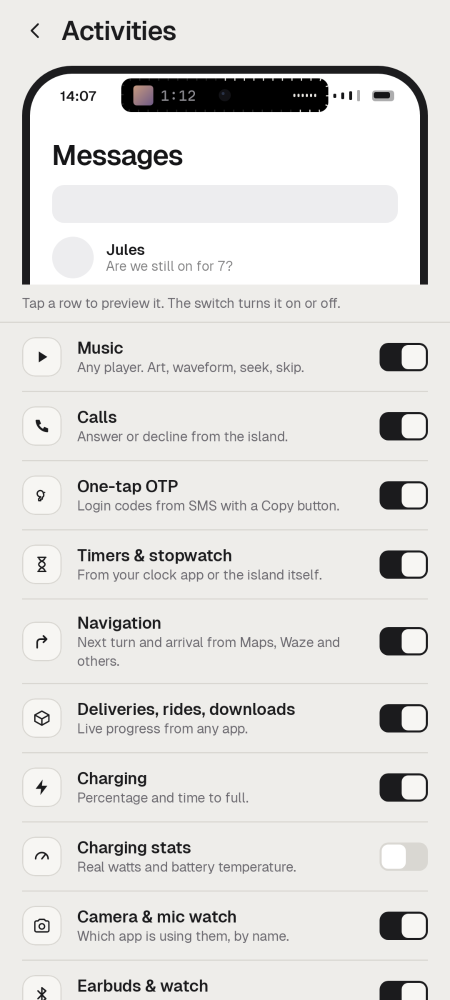 Activities
14:07
1:12
Messages
Jules
Are we still on for 7?
Tap a row to preview it. The switch turns it on or off.
Music
Any player. Art, waveform, seek, skip.
Calls
Answer or decline from the island.
One-tap OTP
Login codes from SMS with a Copy button.
Timers & stopwatch
From your clock app or the island itself.
Navigation
Next turn and arrival from Maps, Waze and
others.
Deliveries, rides, downloads
Live progress from any app.
Charging
Percentage and time to full.
Charging stats
Real watts and battery temperature.
Camera & mic watch
Which app is using them, by name.
Earbuds & watch